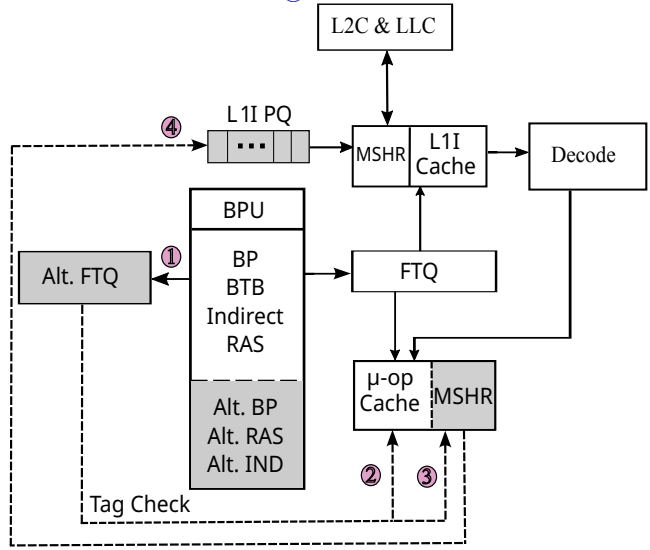 L2C & LLC
L1I PQ
④
...
MSHR
L1I
Cache
Decode
BPU
①
Alt. FTQ
BP
BTB
Indirect
RAS
FTQ
Alt. BP
Alt. RAS
Alt. IND
μ-op
Cache
MSHR
②
③
Tag Check